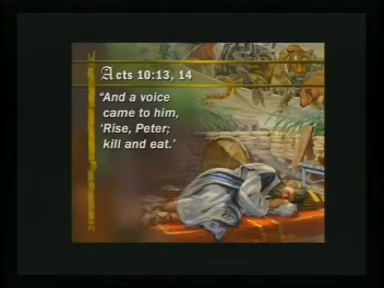 Acts 10:13, 14
"And a voice
came to him,
'Rise, Peter;
kill and eat.'